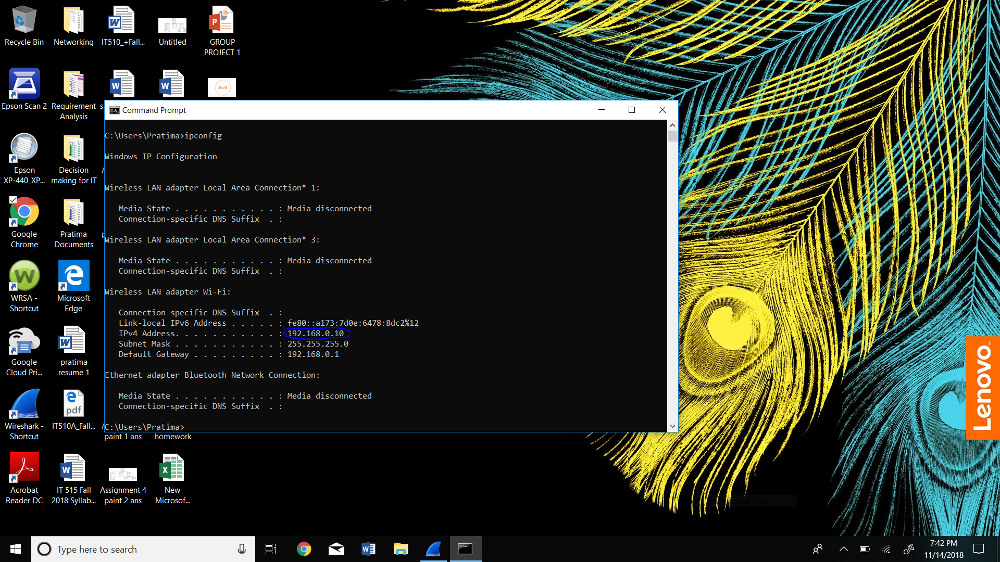 Recycle Bin
Networking
IT510_+Fall...
Untitled
GROUP
PROJECT 1
Epson Scan 2
Requirement
Analysis
Epson
XP-440_XP...
Decision
making for IT
Google
Chrome
Pratima
Documents
WRSA -
Shortcut
Microsoft
Edge
Google
Cloud Pri...
pratima
resume 1
Wireshark -
Shortcut
pdf
IT510A_Fall...
paint 1 ans
homework
Acrobat
Reader DC
IT 515 Fall
2018 Syllab...
Assignment 4
paint 2 ans
New
Microsof...
Command Prompt
C:\Users\Pratima>ipconfig
Windows IP Configuration
Wireless LAN adapter Local Area Connection* 1:
Media State . . . . . . . . . . . : Media disconnected
Connection-specific DNS Suffix  . :
Wireless LAN adapter Local Area Connection* 3:
Media State . . . . . . . . . . . : Media disconnected
Connection-specific DNS Suffix  . :
Wireless LAN adapter Wi-Fi:
Connection-specific DNS Suffix  . :
Link-local IPv6 Address . . . . . : fe80::a173:7d0e:6478:8dc2%12
IPv4 Address. . . . . . . . . . . : 192.168.0.10
Subnet Mask . . . . . . . . . . . : 255.255.255.0
Default Gateway . . . . . . . . . : 192.168.0.1
Ethernet adapter Bluetooth Network Connection:
Media State . . . . . . . . . . . : Media disconnected
Connection-specific DNS Suffix  . :
C:\Users\Pratima>
Lenovo™
Type here to search
7:42 PM
11/14/2018